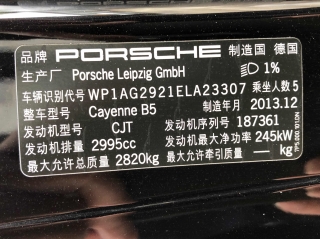 品牌 PORSCHE 制造国 德国
生产厂 Porsche Leipzig GmbH 1%
车辆识别代号 WP1AG2921ELA23307 乘坐人数 5
整车型号 Cayenne B5 制造年月 2013.12
发动机型号 CJT 发动机序列号 187361
发动机排量 2995cc 发动机最大净功率 245kW
最大允许总质量 2820kg 最大允许牵引质量 — kg